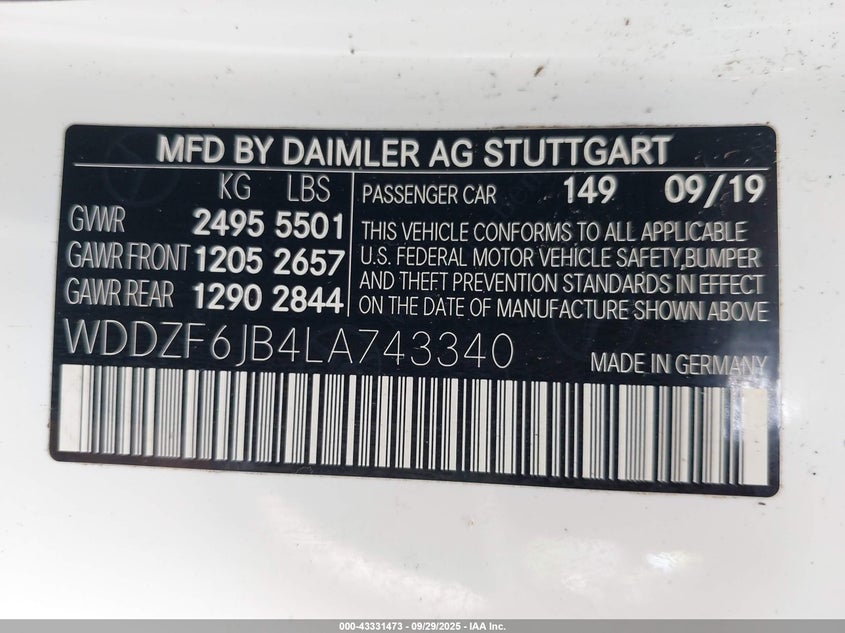 MFD BY DAIMLER AG STUTTGART
KG LBS
GVWR 2495 5501
GAWR FRONT 1205 2657
GAWR REAR 1290 2844
PASSENGER CAR 149 09/19
THIS VEHICLE CONFORMS TO ALL APPLICABLE
U.S. FEDERAL MOTOR VEHICLE SAFETY,BUMPER
AND THEFT PREVENTION STANDARDS IN EFFECT
ON THE DATE OF MANUFACTURE SHOWN ABOVE
WDDZF6JB4LA743340
MADE IN GERMANY
000-43331473 - 09/29/2025 - IAA Inc.